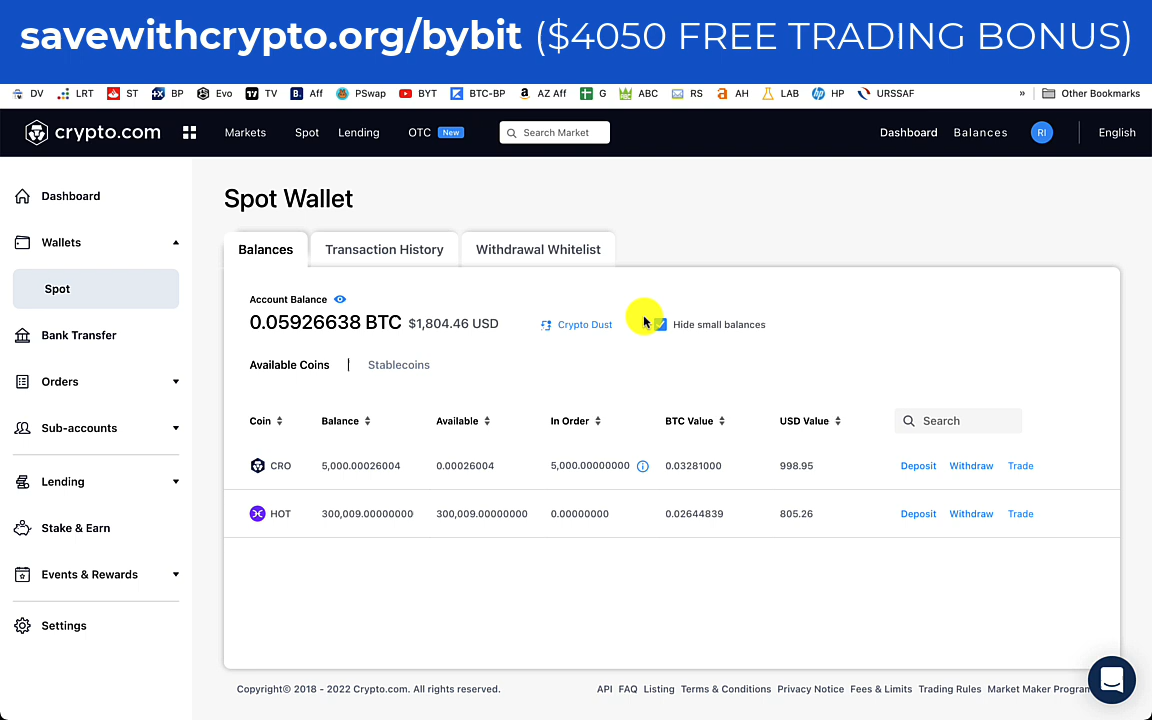 savewithcrypto.org/bybit ($4050 FREE TRADING BONUS)
DV LRT ST BP Evo TV Aff PSwap BYT BTC-BP AZ Aff G ABC RS AH LAB HP URSSAF » Other Bookmarks
crypto.com Markets Spot Lending OTC New Search Market Dashboard Balances RI English
Dashboard
Wallets
Spot
Bank Transfer
Orders
Sub-accounts
Lending
Stake & Earn
Events & Rewards
Settings
Spot Wallet
Balances Transaction History Withdrawal Whitelist
Account Balance
0.05926638 BTC $1,804.46 USD Crypto Dust Hide small balances
Available Coins | Stablecoins
Coin Balance Available In Order BTC Value USD Value Search
CRO 5,000.00026004 0.00026004 5,000.00000000 0.03281000 998.95 Deposit Withdraw Trade
HOT 300,009.00000000 300,009.00000000 0.00000000 0.02644839 805.26 Deposit Withdraw Trade
Copyright© 2018 - 2022 Crypto.com. All rights reserved. API FAQ Listing Terms & Conditions Privacy Notice Fees & Limits Trading Rules Market Maker Program